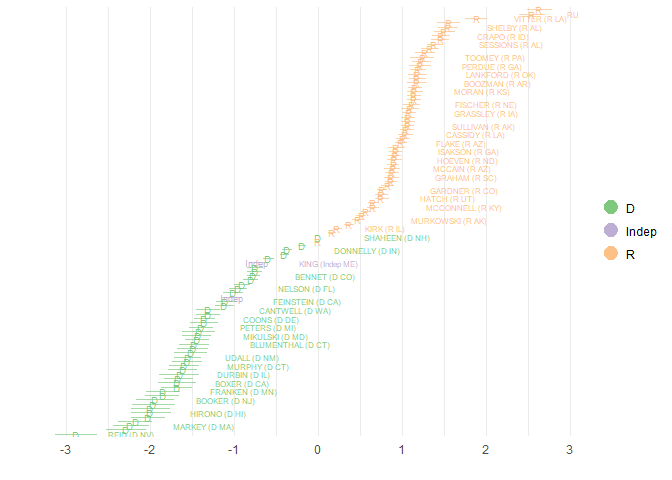 R
R RU
R VITTER (R LA)
R
R SHELBY (R AL)
R
CRAPO (R ID)
SESSIONS (R AL)
TOOMEY (R PA)
PERDUE (R GA)
LANKFORD (R OK)
BOOZMAN (R AR)
MORAN (R KS)
FISCHER (R NE)
GRASSLEY (R IA)
SULLIVAN (R AK)
CASSIDY (R LA)
FLAKE (R AZ)
ISAKSON (R GA)
HOEVEN (R ND)
MCCAIN (R AZ)
GRAHAM (R SC)
GARDNER (R CO)
HATCH (R UT)
MCCONNELL (R KY)
MURKOWSKI (R AK)
KIRK (R IL)
D SHAHEEN (D NH)
R
D
D DONNELLY (D IN)
D
Indep KING (Indep ME)
BENNET (D CO)
NELSON (D FL)
Indep
FEINSTEIN (D CA)
D CANTWELL (D WA)
COONS (D DE)
PETERS (D MI)
MIKULSKI (D MD)
BLUMENTHAL (D CT)
UDALL (D NM)
MURPHY (D CT)
DURBIN (D IL)
BOXER (D CA)
FRANKEN (D MN)
BOOKER (D NJ)
HIRONO (D HI)
MARKEY (D MA)
D REID (D NV)
-3 -2 -1 0 1 2 3
D
Indep
R